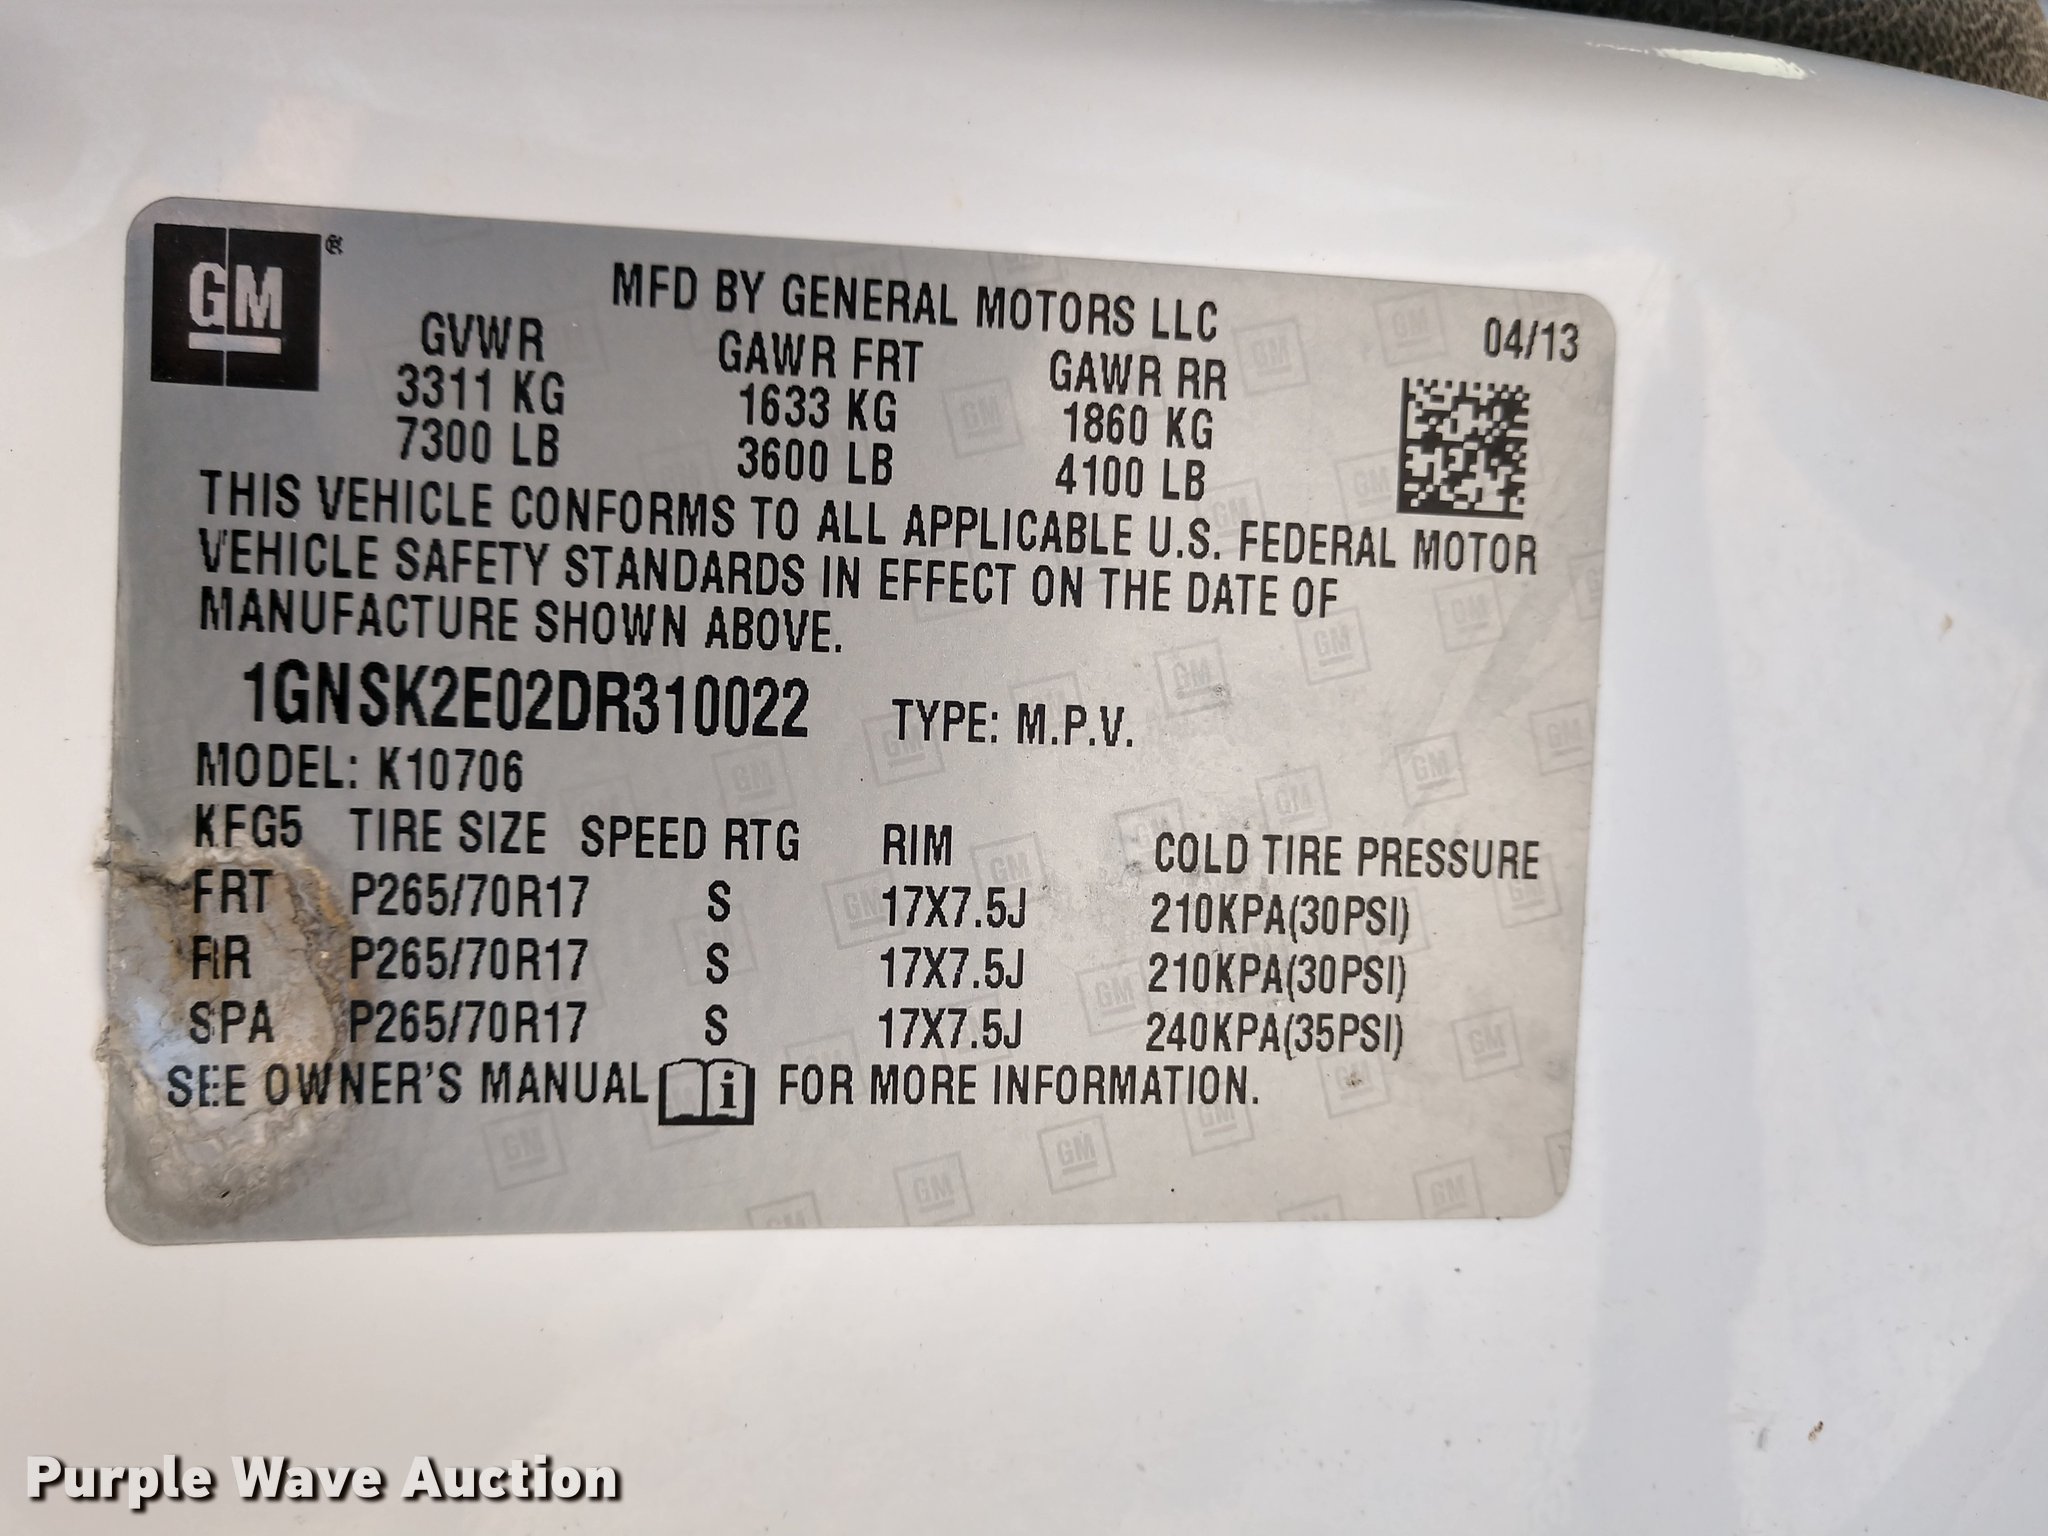 GM®
MFD BY GENERAL MOTORS LLC
04/13
GVWR GAWR FRT GAWR RR
3311 KG 1633 KG 1860 KG
7300 LB 3600 LB 4100 LB
THIS VEHICLE CONFORMS TO ALL APPLICABLE U.S. FEDERAL MOTOR
VEHICLE SAFETY STANDARDS IN EFFECT ON THE DATE OF
MANUFACTURE SHOWN ABOVE.
1GNSK2E02DR310022 TYPE: M.P.V.
MODEL: K10706
KFG5 TIRE SIZE SPEED RTG RIM COLD TIRE PRESSURE
FRT P265/70R17 S 17X7.5J 210KPA(30PSI)
RR P265/70R17 S 17X7.5J 210KPA(30PSI)
SPA P265/70R17 S 17X7.5J 240KPA(35PSI)
SEE OWNER'S MANUAL i FOR MORE INFORMATION.
Purple Wave Auction